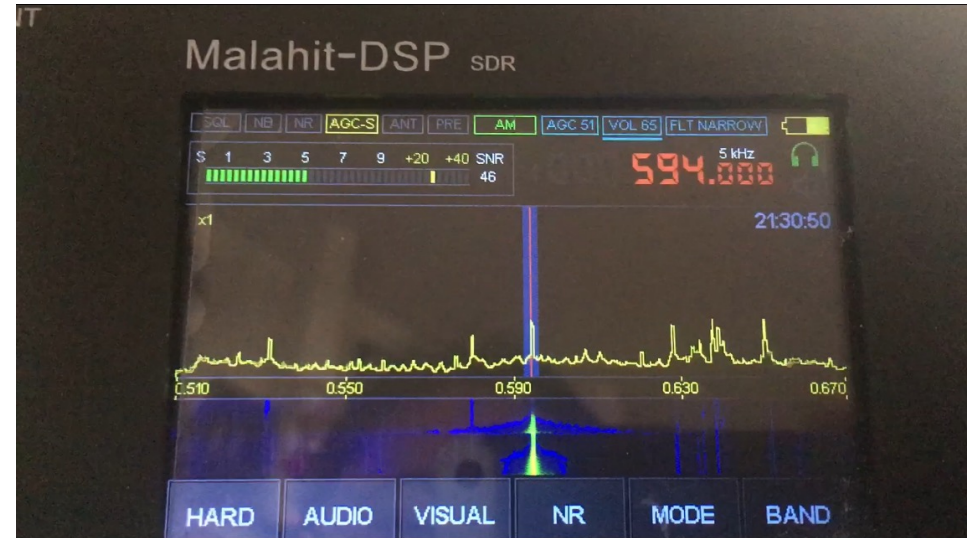 NT
Malahit-DSP SDR
SQL NB NR AGC-S ANT PRE AM AGC 51 VOL 65 FLT NARROW
S 1 3 5 7 9 +20 +40 SNR
46
5 kHz
594.000
x1
21:30:50
0.510 0.550 0.590 0.630 0.670
HARD AUDIO VISUAL NR MODE BAND